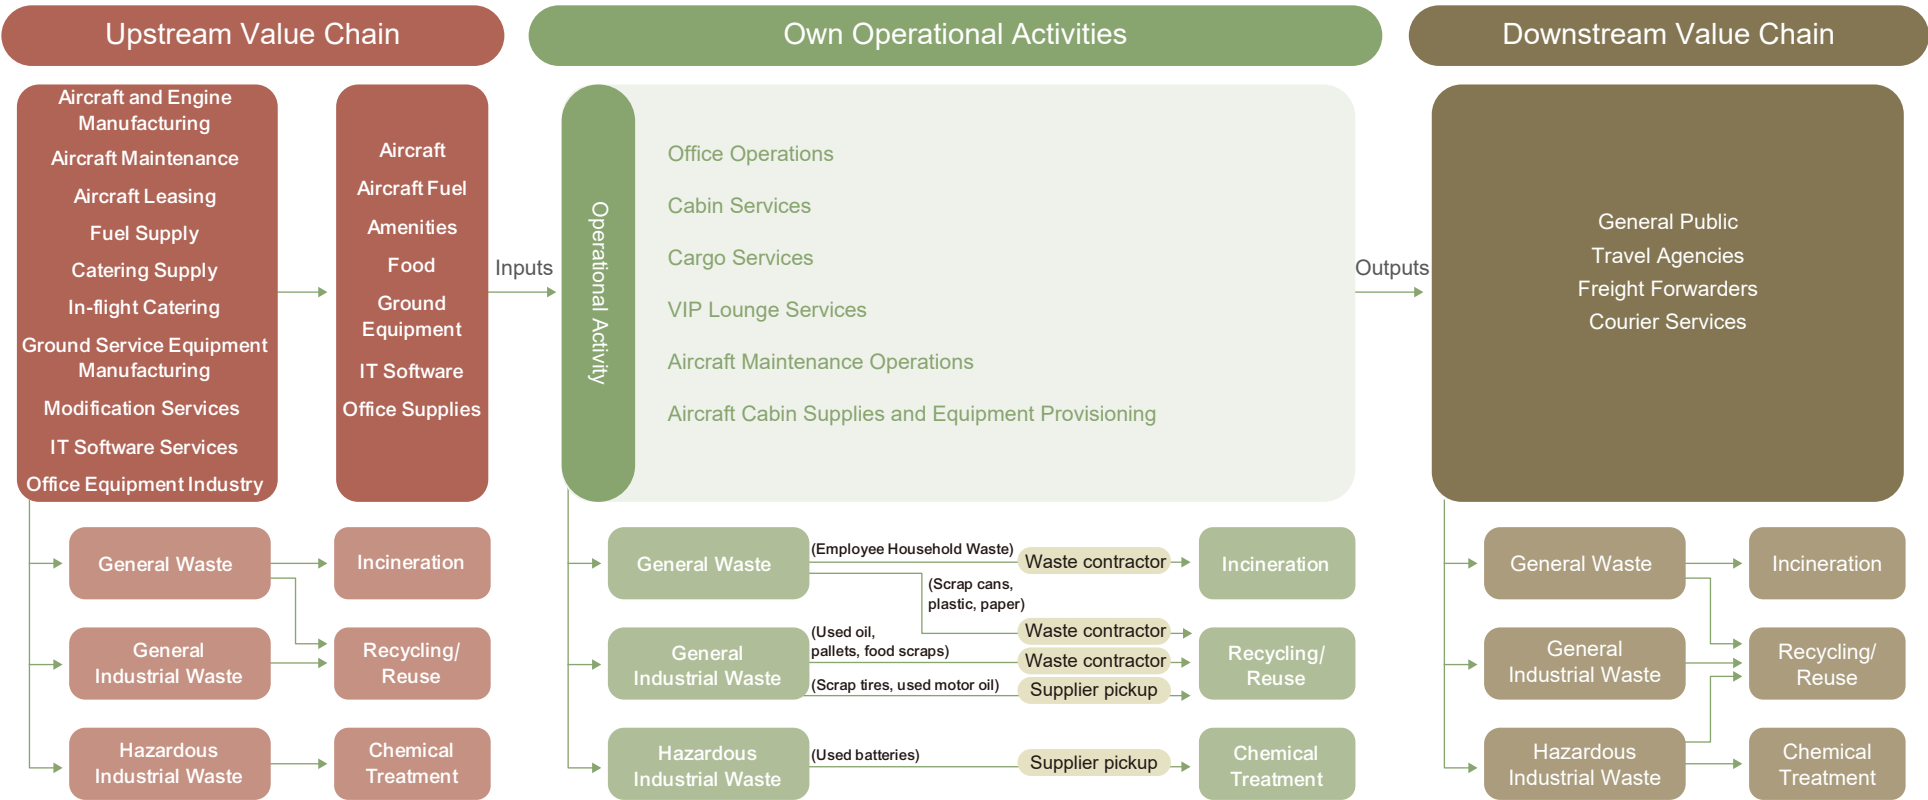 Upstream Value Chain
Own Operational Activities
Downstream Value Chain
Aircraft and Engine
Manufacturing
Aircraft Maintenance
Aircraft Leasing
Fuel Supply
Catering Supply
In-flight Catering
Ground Service Equipment
Manufacturing
Modification Services
IT Software Services
Office Equipment Industry
Aircraft
Aircraft Fuel
Amenities
Food
Ground
Equipment
IT Software
Office Supplies
Inputs
Operational Activity
Office Operations
Cabin Services
Cargo Services
VIP Lounge Services
Aircraft Maintenance Operations
Aircraft Cabin Supplies and Equipment Provisioning
Outputs
General Public
Travel Agencies
Freight Forwarders
Courier Services
General Waste
Incineration
General
Industrial Waste
Recycling/
Reuse
Hazardous
Industrial Waste
Chemical
Treatment
General Waste
(Employee Household Waste)
Waste contractor
Incineration
(Scrap cans,
plastic, paper)
Waste contractor
General
Industrial Waste
(Used oil,
pallets, food scraps)
Waste contractor
(Scrap tires, used motor oil)
Supplier pickup
Recycling/
Reuse
Hazardous
Industrial Waste
(Used batteries)
Supplier pickup
Chemical
Treatment
General Waste
Incineration
General
Industrial Waste
Recycling/
Reuse
Hazardous
Industrial Waste
Chemical
Treatment